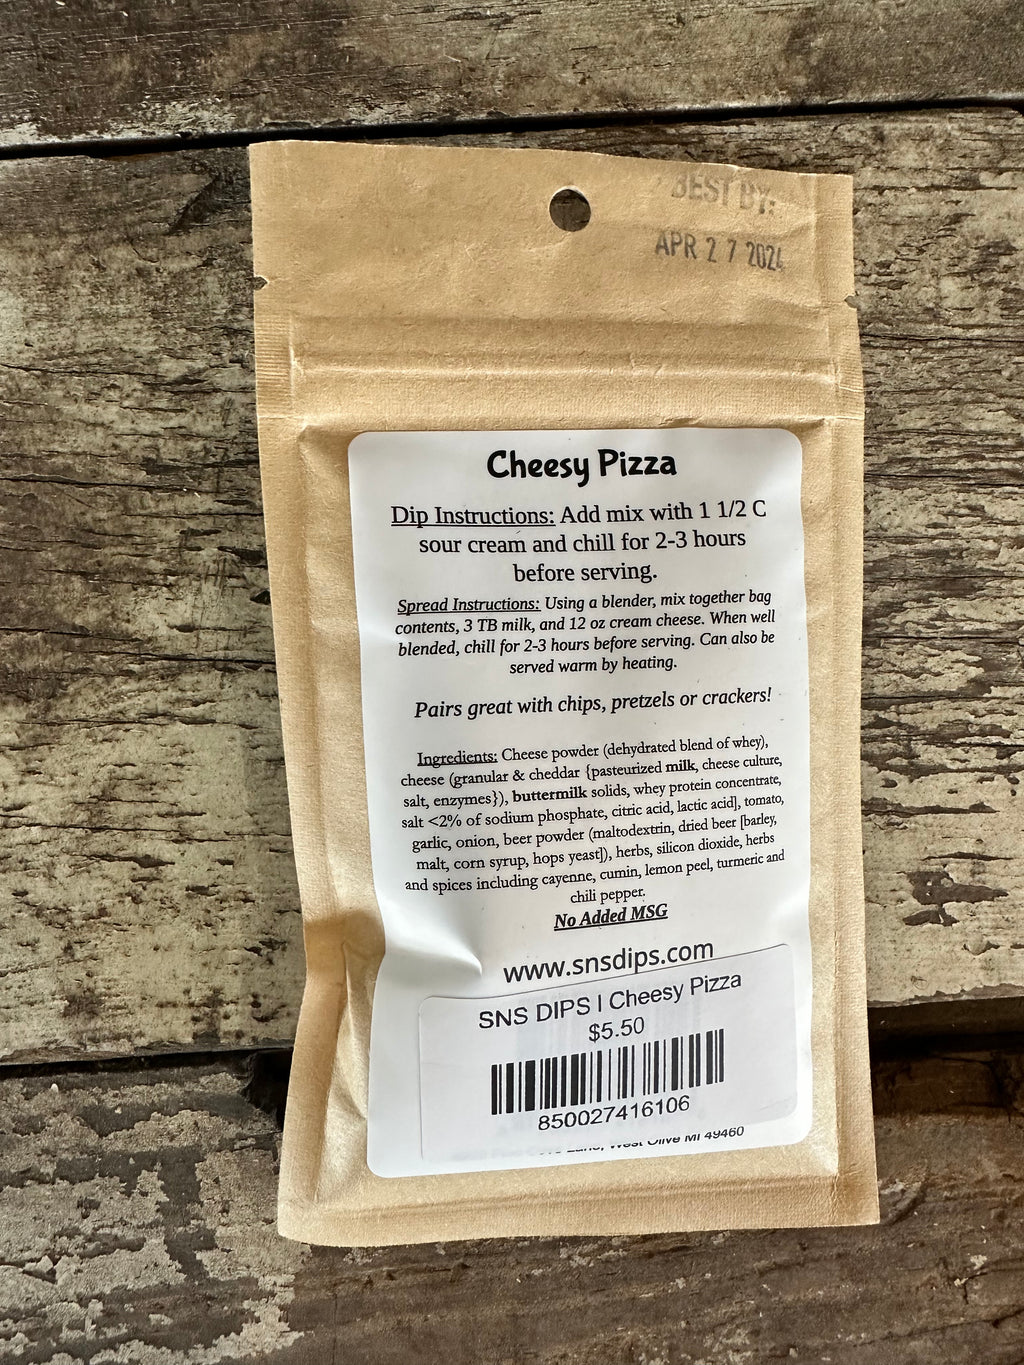 BEST BY:
APR 27 2024
Cheesy Pizza
Dip Instructions: Add mix with 1 1/2 C
sour cream and chill for 2-3 hours
before serving.
Spread Instructions: Using a blender, mix together bag
contents, 3 TB milk, and 12 oz cream cheese. When well
blended, chill for 2-3 hours before serving. Can also be
served warm by heating.
Pairs great with chips, pretzels or crackers!
Ingredients: Cheese powder (dehydrated blend of whey),
cheese (granular & cheddar {pasteurized milk, cheese culture,
salt, enzymes}), buttermilk solids, whey protein concentrate,
salt <2% of sodium phosphate, citric acid, lactic acid], tomato,
garlic, onion, beer powder (maltodextrin, dried beer [barley,
malt, corn syrup, hops yeast]), herbs, silicon dioxide, herbs
and spices including cayenne, cumin, lemon peel, turmeric and
chili pepper.
No Added MSG
www.snsdips.com
SNS DIPS | Cheesy Pizza
$5.50
850027416106
Lane, West Olive MI 49460